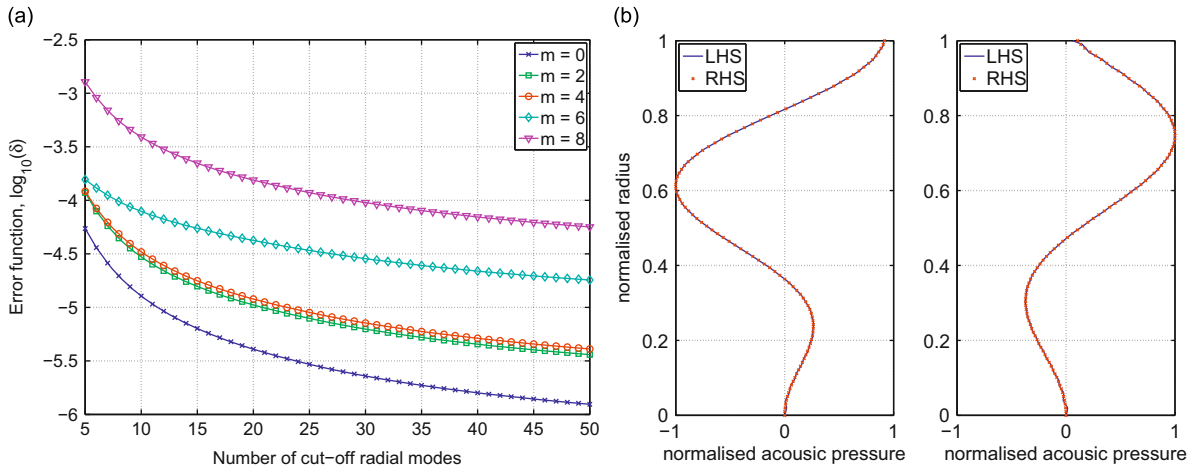 (a)
Error function, log10(δ)
−2.5
−3
−3.5
−4
−4.5
−5
−5.5
−6
5 10 15 20 25 30 35 40 45 50
Number of cut-off radial modes
m = 0
m = 2
m = 4
m = 6
m = 8
(b)
normalised radius
1
0.8
0.6
0.4
0.2
0
−1 0 1
normalised acousic pressure
LHS
RHS
1
0.8
0.6
0.4
0.2
0
−1 0 1
normalised acousic pressure
LHS
RHS